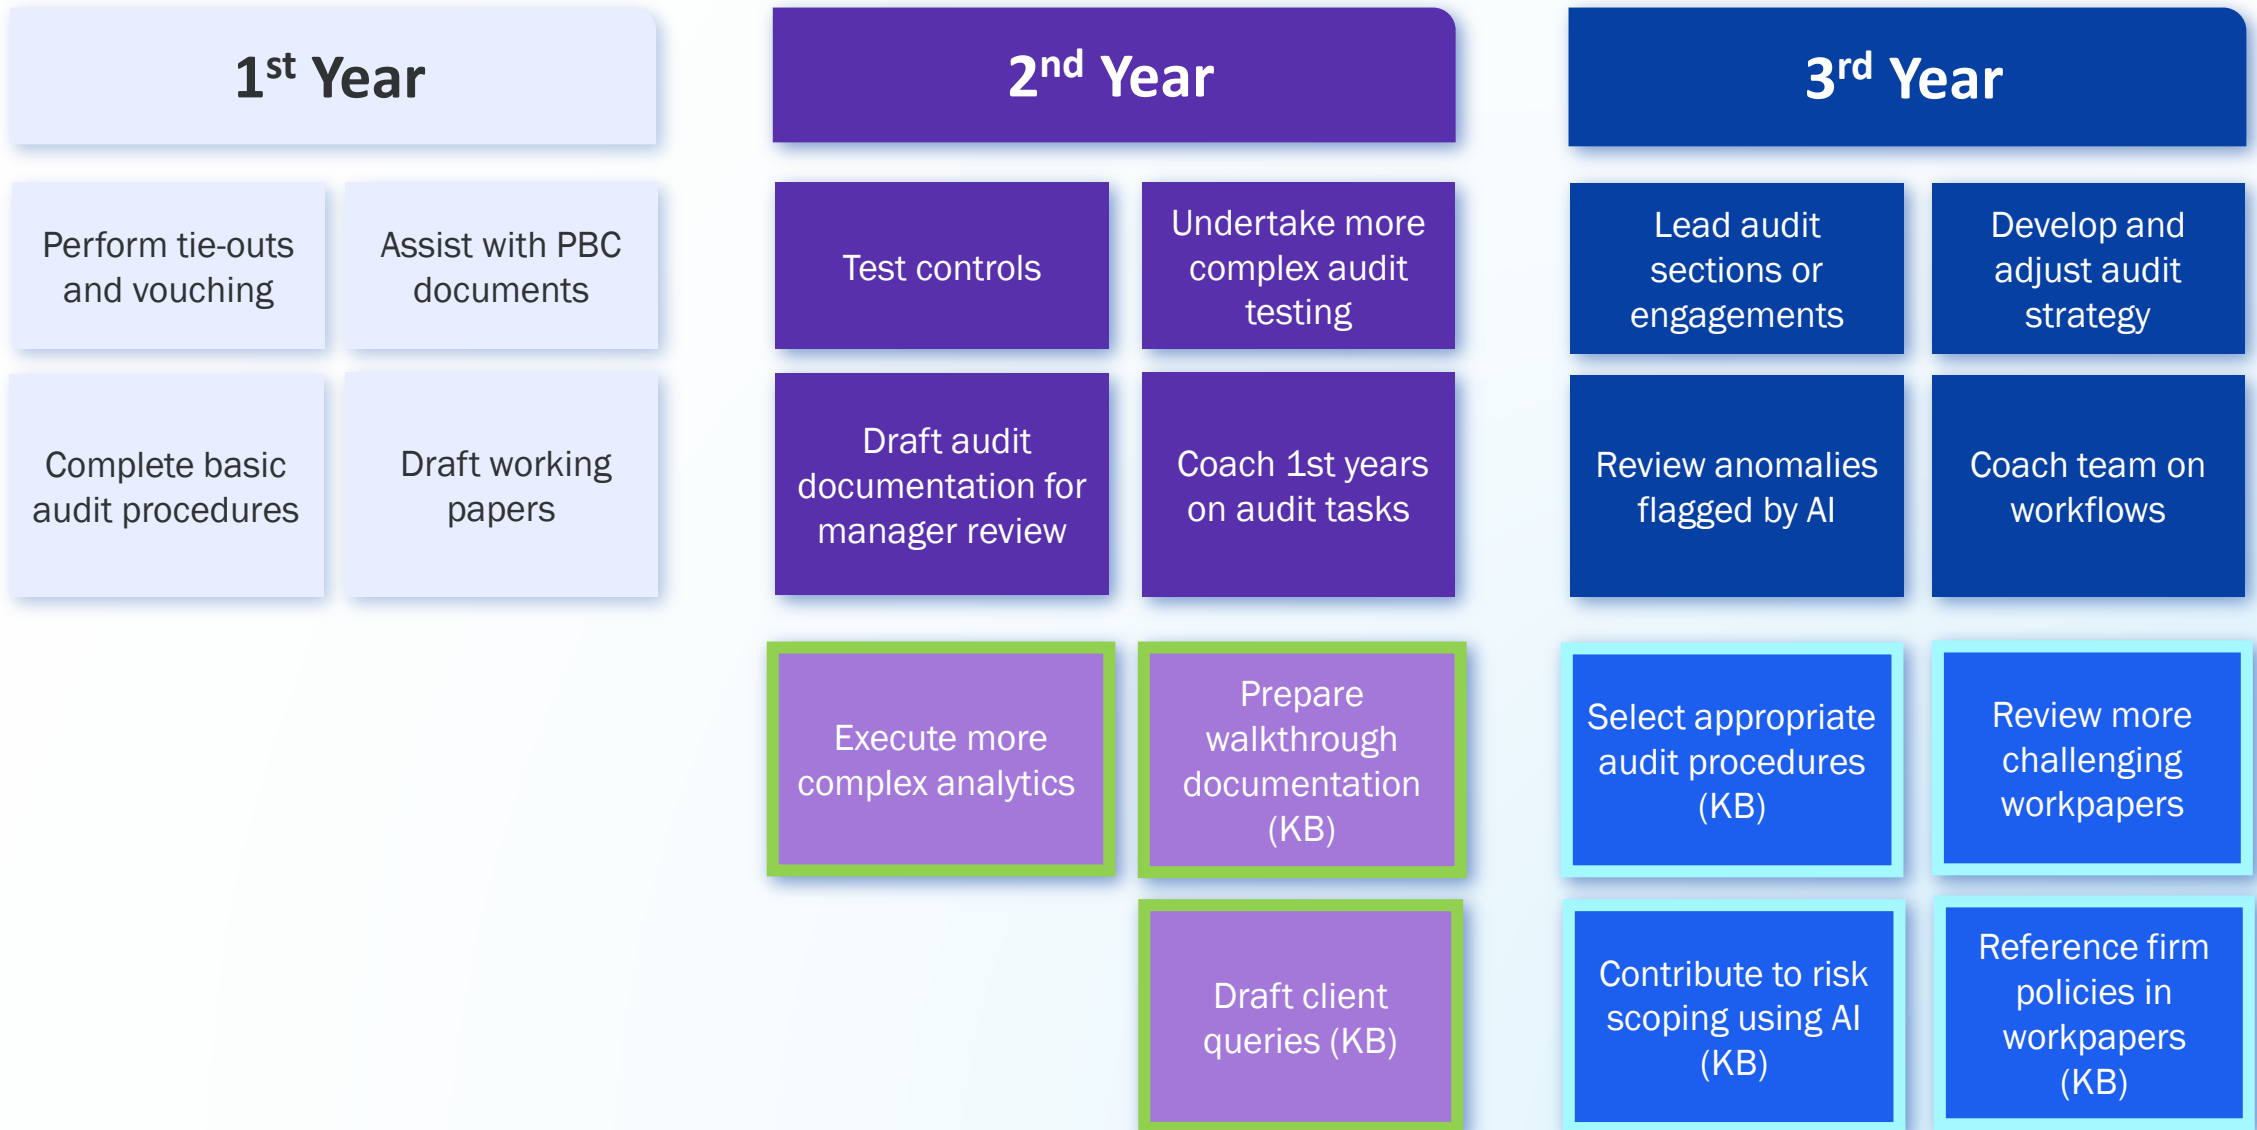 1st Year
Perform tie-outs
and vouching
Assist with PBC
documents
Complete basic
audit procedures
Draft working
papers
2nd Year
Test controls
Undertake more
complex audit
testing
Draft audit
documentation for
manager review
Coach 1st years
on audit tasks
Execute more
complex analytics
Prepare
walkthrough
documentation
(KB)
Draft client
queries (KB)
3rd Year
Lead audit
sections or
engagements
Develop and
adjust audit
strategy
Review anomalies
flagged by AI
Coach team on
workflows
Select appropriate
audit procedures
(KB)
Review more
challenging
workpapers
Contribute to risk
scoping using AI
(KB)
Reference firm
policies in
workpapers
(KB)